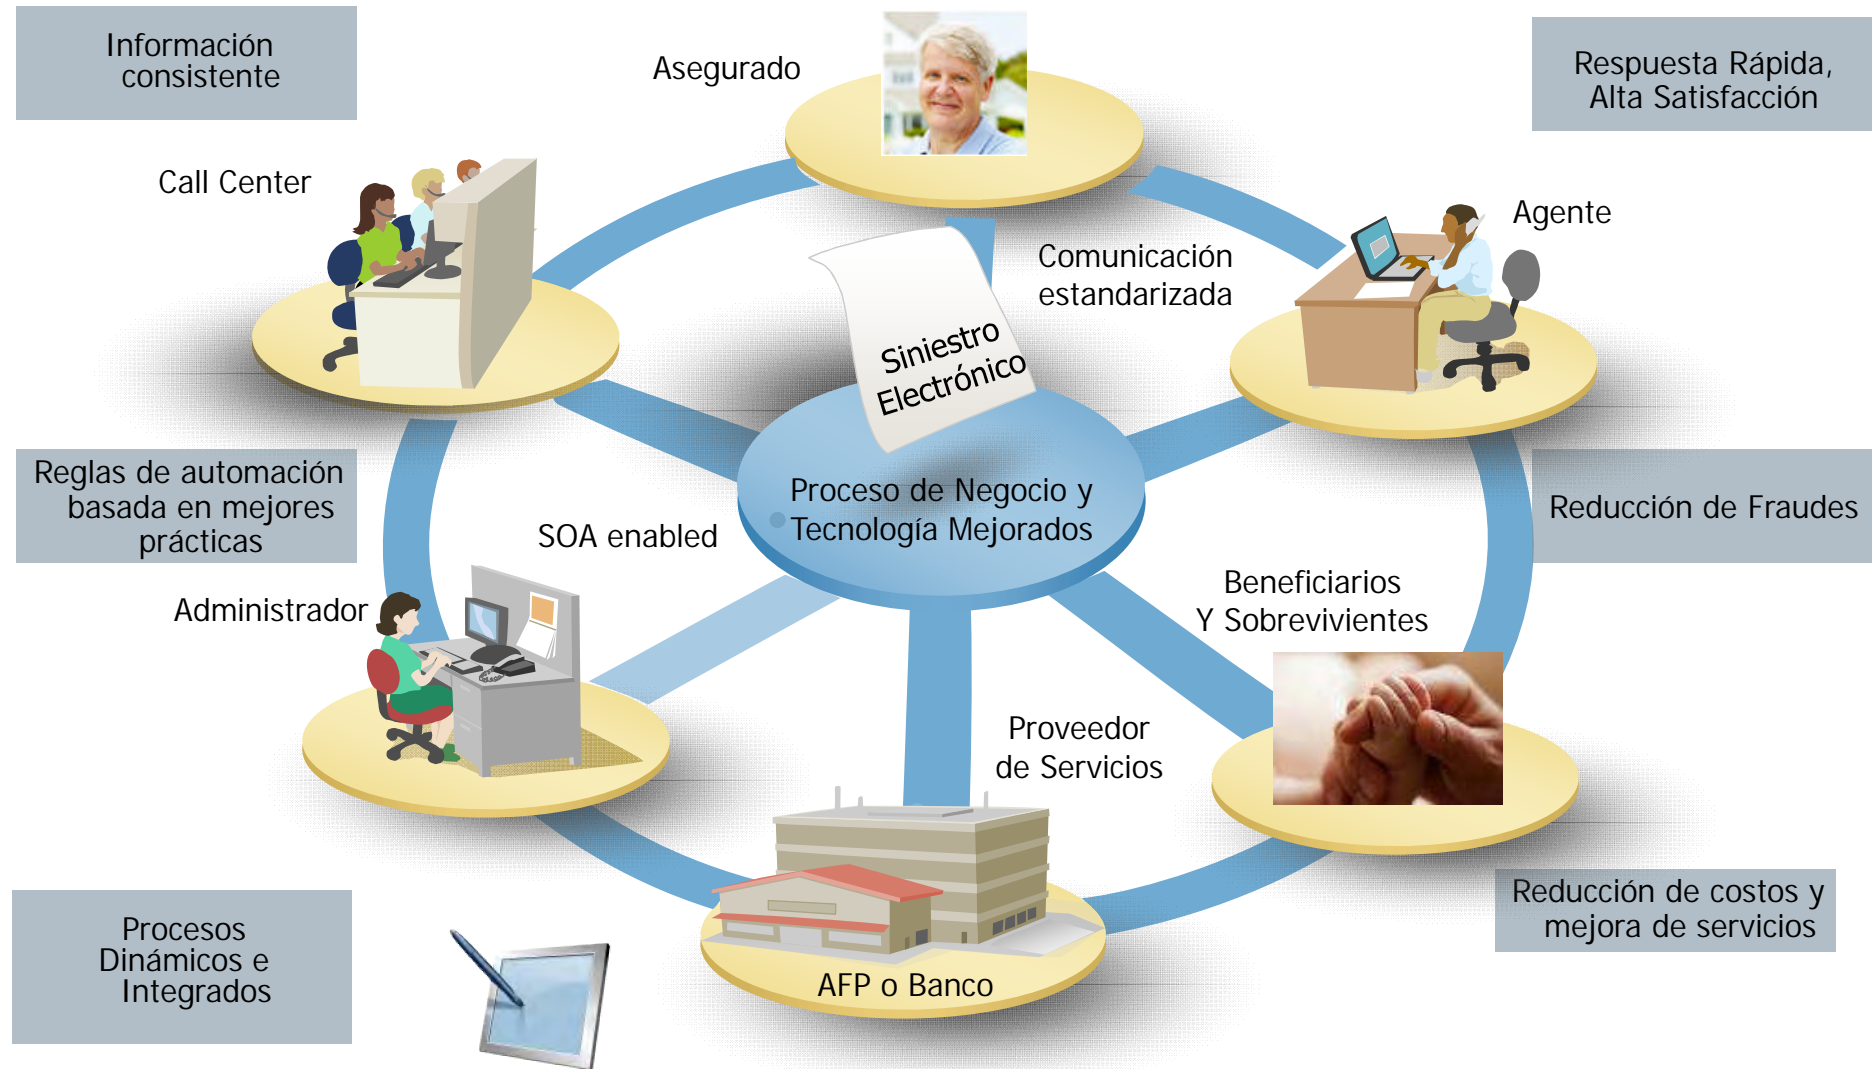 Información
consistente
Asegurado
Respuesta Rápida,
Alta Satisfacción
Call Center
Agente
Comunicación
estandarizada
Siniestro
Electrónico
Reglas de automación
basada en mejores
prácticas
Proceso de Negocio y
Tecnología Mejorados
Reducción de Fraudes
SOA enabled
Administrador
Beneficiarios
Y Sobrevivientes
Proveedor
de Servicios
Reducción de costos y
mejora de servicios
Procesos
Dinámicos e
Integrados
AFP o Banco